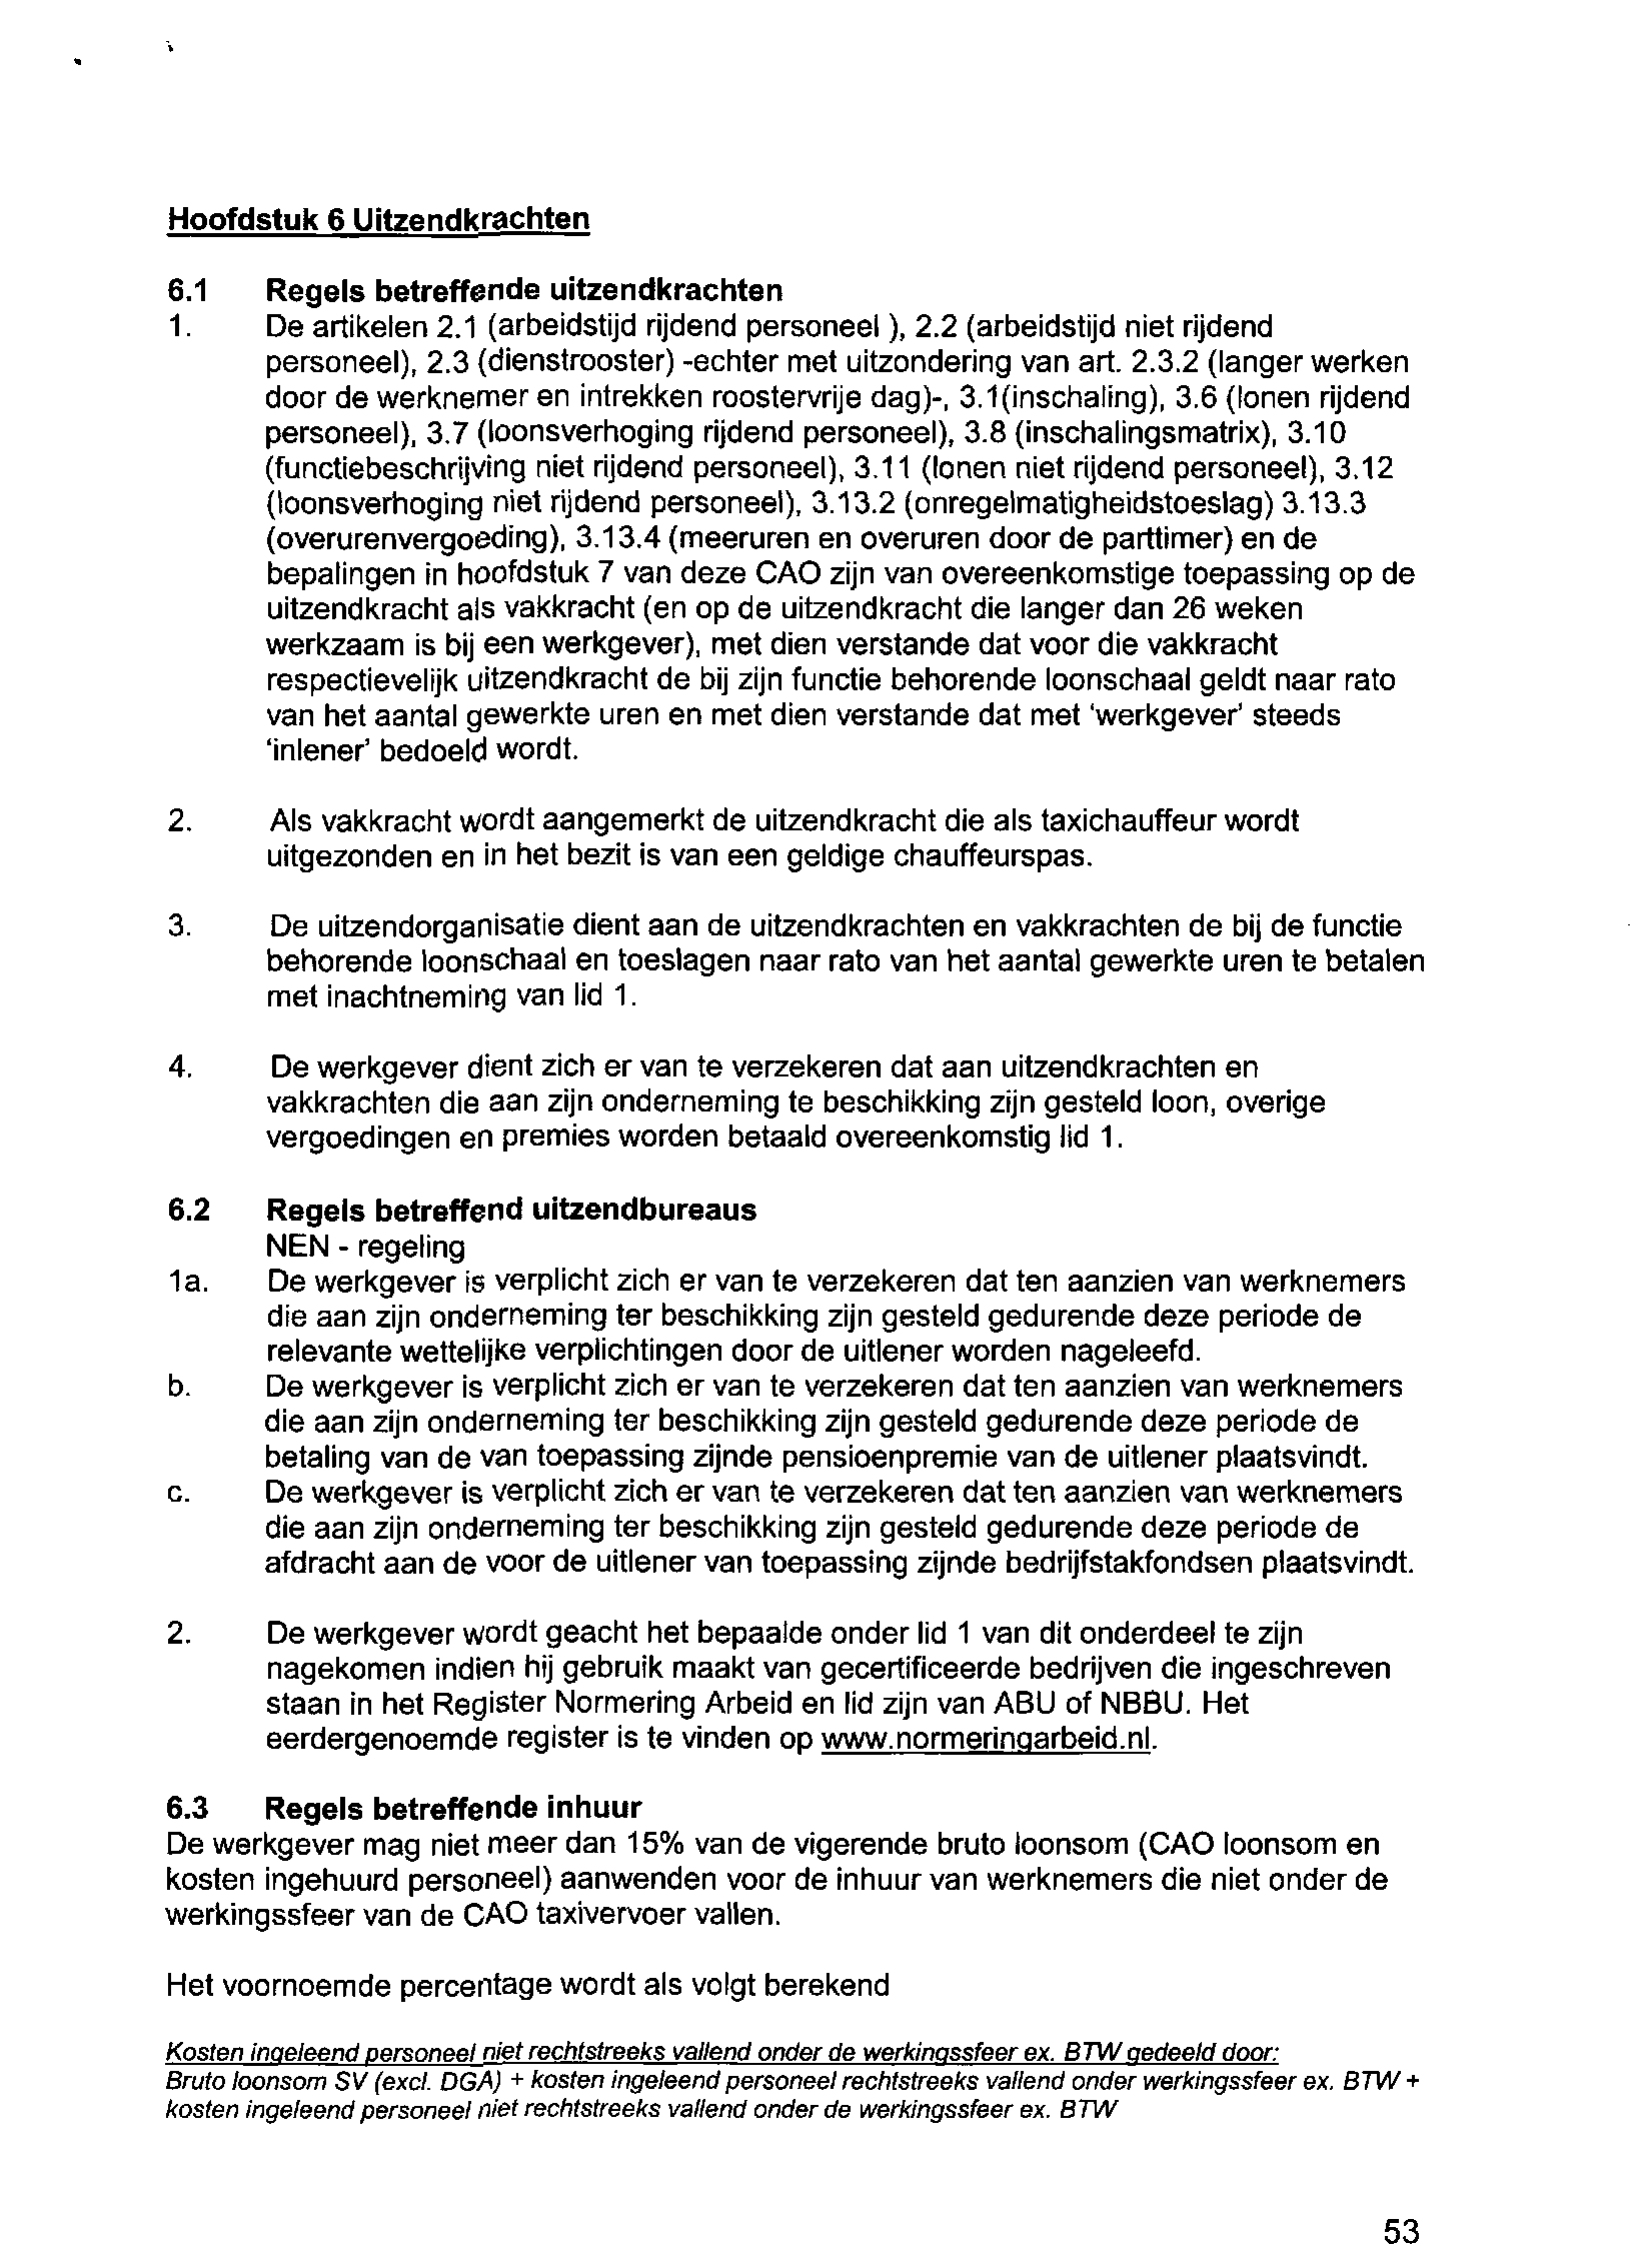 Hoofdstuk 6 Uitzendkrachten
6.1 Regels betreffende uitzendkrachten
1. De artikelen 2.1 (arbeidstijd rijdend personeel ), 2.2 (arbeidstijd niet rijdend
personeel), 2.3 (dienstrooster) -echter met uitzondering van art. 2.3.2 (langer werken
door de werknemer en intrekken roostervrije dag)-, 3.1(inschaling), 3.6 (lonen rijdend
personeel), 3.7 (loonsverhoging rijdend personeel), 3.8 (inschalingsmatrix), 3.10
(functiebeschrijving niet rijdend personeel), 3.11 (lonen niet rijdend personeel), 3.12
(loonsverhoging niet rijdend personeel), 3.13.2 (onregelmatigheidstoeslag) 3.13.3
(overurenvergoeding), 3.13.4 (meeruren en overuren door de parttimer) en de
bepalingen in hoofdstuk 7 van deze CAO zijn van overeenkomstige toepassing op de
uitzendkracht als vakkracht (en op de uitzendkracht die langer dan 26 weken
werkzaam is bij een werkgever), met dien verstande dat voor die vakkracht
respectievelijk uitzendkracht de bij zijn functie behorende loonschaal geldt naar rato
van het aantal gewerkte uren en met dien verstande dat met ‘werkgever’ steeds
‘inlener’ bedoeld wordt.
2. Als vakkracht wordt aangemerkt de uitzendkracht die als taxichauffeur wordt
uitgezonden en in het bezit is van een geldige chauffeurspas.
3. De uitzendorganisatie dient aan de uitzendkrachten en vakkrachten de bij de functie
behorende loonschaal en toeslagen naar rato van het aantal gewerkte uren te betalen
met inachtneming van lid 1.
4. De werkgever dient zich er van te verzekeren dat aan uitzendkrachten en
vakkrachten die aan zijn onderneming te beschikking zijn gesteld loon, overige
vergoedingen en premies worden betaald overeenkomstig lid 1.
6.2 Regels betreffend uitzendbureaus
NEN - regeling
1a. De werkgever is verplicht zich er van te verzekeren dat ten aanzien van werknemers
die aan zijn onderneming ter beschikking zijn gesteld gedurende deze periode de
relevante wettelijke verplichtingen door de uitlener worden nageleefd.
b. De werkgever is verplicht zich er van te verzekeren dat ten aanzien van werknemers
die aan zijn onderneming ter beschikking zijn gesteld gedurende deze periode de
betaling van de van toepassing zijnde pensioenpremie van de uitlener plaatsvindt.
c. De werkgever is verplicht zich er van te verzekeren dat ten aanzien van werknemers
die aan zijn onderneming ter beschikking zijn gesteld gedurende deze periode de
afdracht aan de voor de uitlener van toepassing zijnde bedrijfstakfondsen plaatsvindt.
2. De werkgever wordt geacht het bepaalde onder lid 1 van dit onderdeel te zijn
nagekomen indien hij gebruik maakt van gecertificeerde bedrijven die ingeschreven
staan in het Register Normering Arbeid en lid zijn van ABU of NBBU. Het
eerdergenoemde register is te vinden op www.normeringarbeid.nl.
6.3 Regels betreffende inhuur
De werkgever mag niet meer dan 15% van de vigerende bruto loonsom (CAO loonsom en
kosten ingehuurd personeel) aanwenden voor de inhuur van werknemers die niet onder de
werkingssfeer van de CAO taxivervoer vallen.
Het voornoemde percentage wordt als volgt berekend
Kosten ingeleend personeel niet rechtstreeks vallend onder de werkingssfeer ex. BTW gedeeld door:
Bruto loonsom SV (excl. DGA) + kosten ingeleend personeel rechtstreeks vallend onder werkingssfeer ex. BTW +
kosten ingeleend personeel niet rechtstreeks vallend onder de werkingssfeer ex. BTW
53